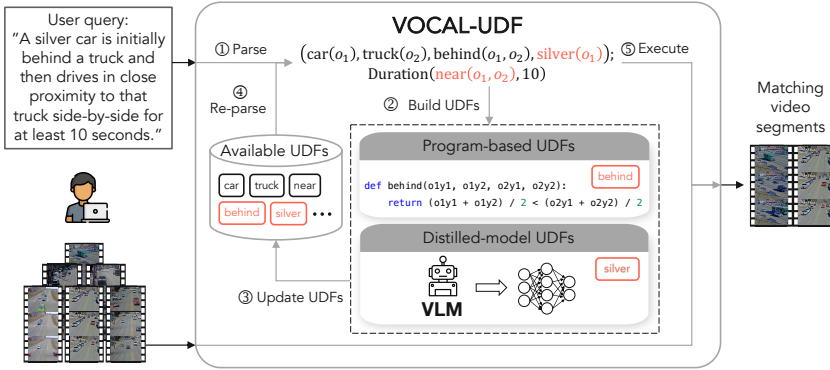 User query:
"A silver car is initially
behind a truck and
then drives in close
proximity to that
truck side-by-side for
at least 10 seconds."
VOCAL-UDF
① Parse
(car(o₁), truck(o₂), behind(o₁, o₂), silver(o₁));
Duration(near(o₁, o₂), 10)
⑤ Execute
④
Re-parse
② Build UDFs
Matching
video
segments
Available UDFs
car truck near
behind silver •••
Program-based UDFs
behind
def behind(o1y1, o1y2, o2y1, o2y2):
return (o1y1 + o1y2) / 2 < (o2y1 + o2y2) / 2
Distilled-model UDFs
silver
VLM
③ Update UDFs